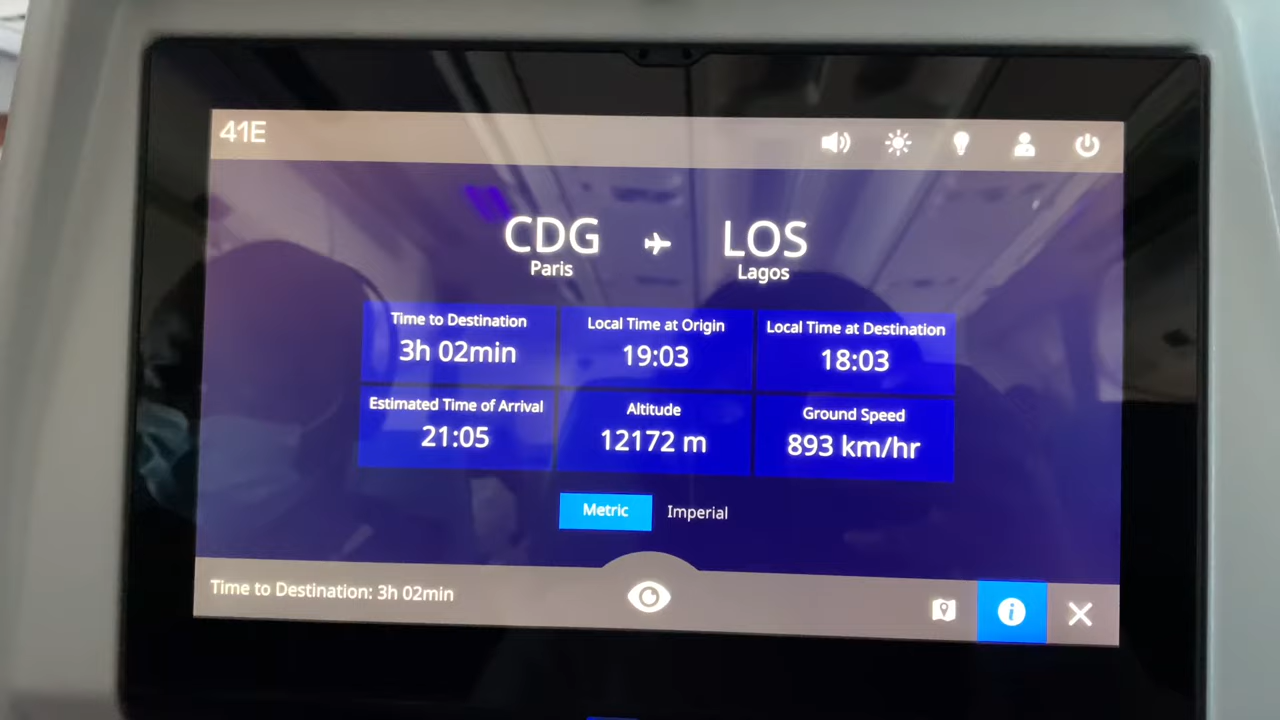 41E
CDG LOS
Paris Lagos
Time to Destination Local Time at Origin Local Time at Destination
3h 02min 19:03 18:03
Estimated Time of Arrival Altitude Ground Speed
21:05 12172 m 893 km/hr
Metric Imperial
Time to Destination: 3h 02min